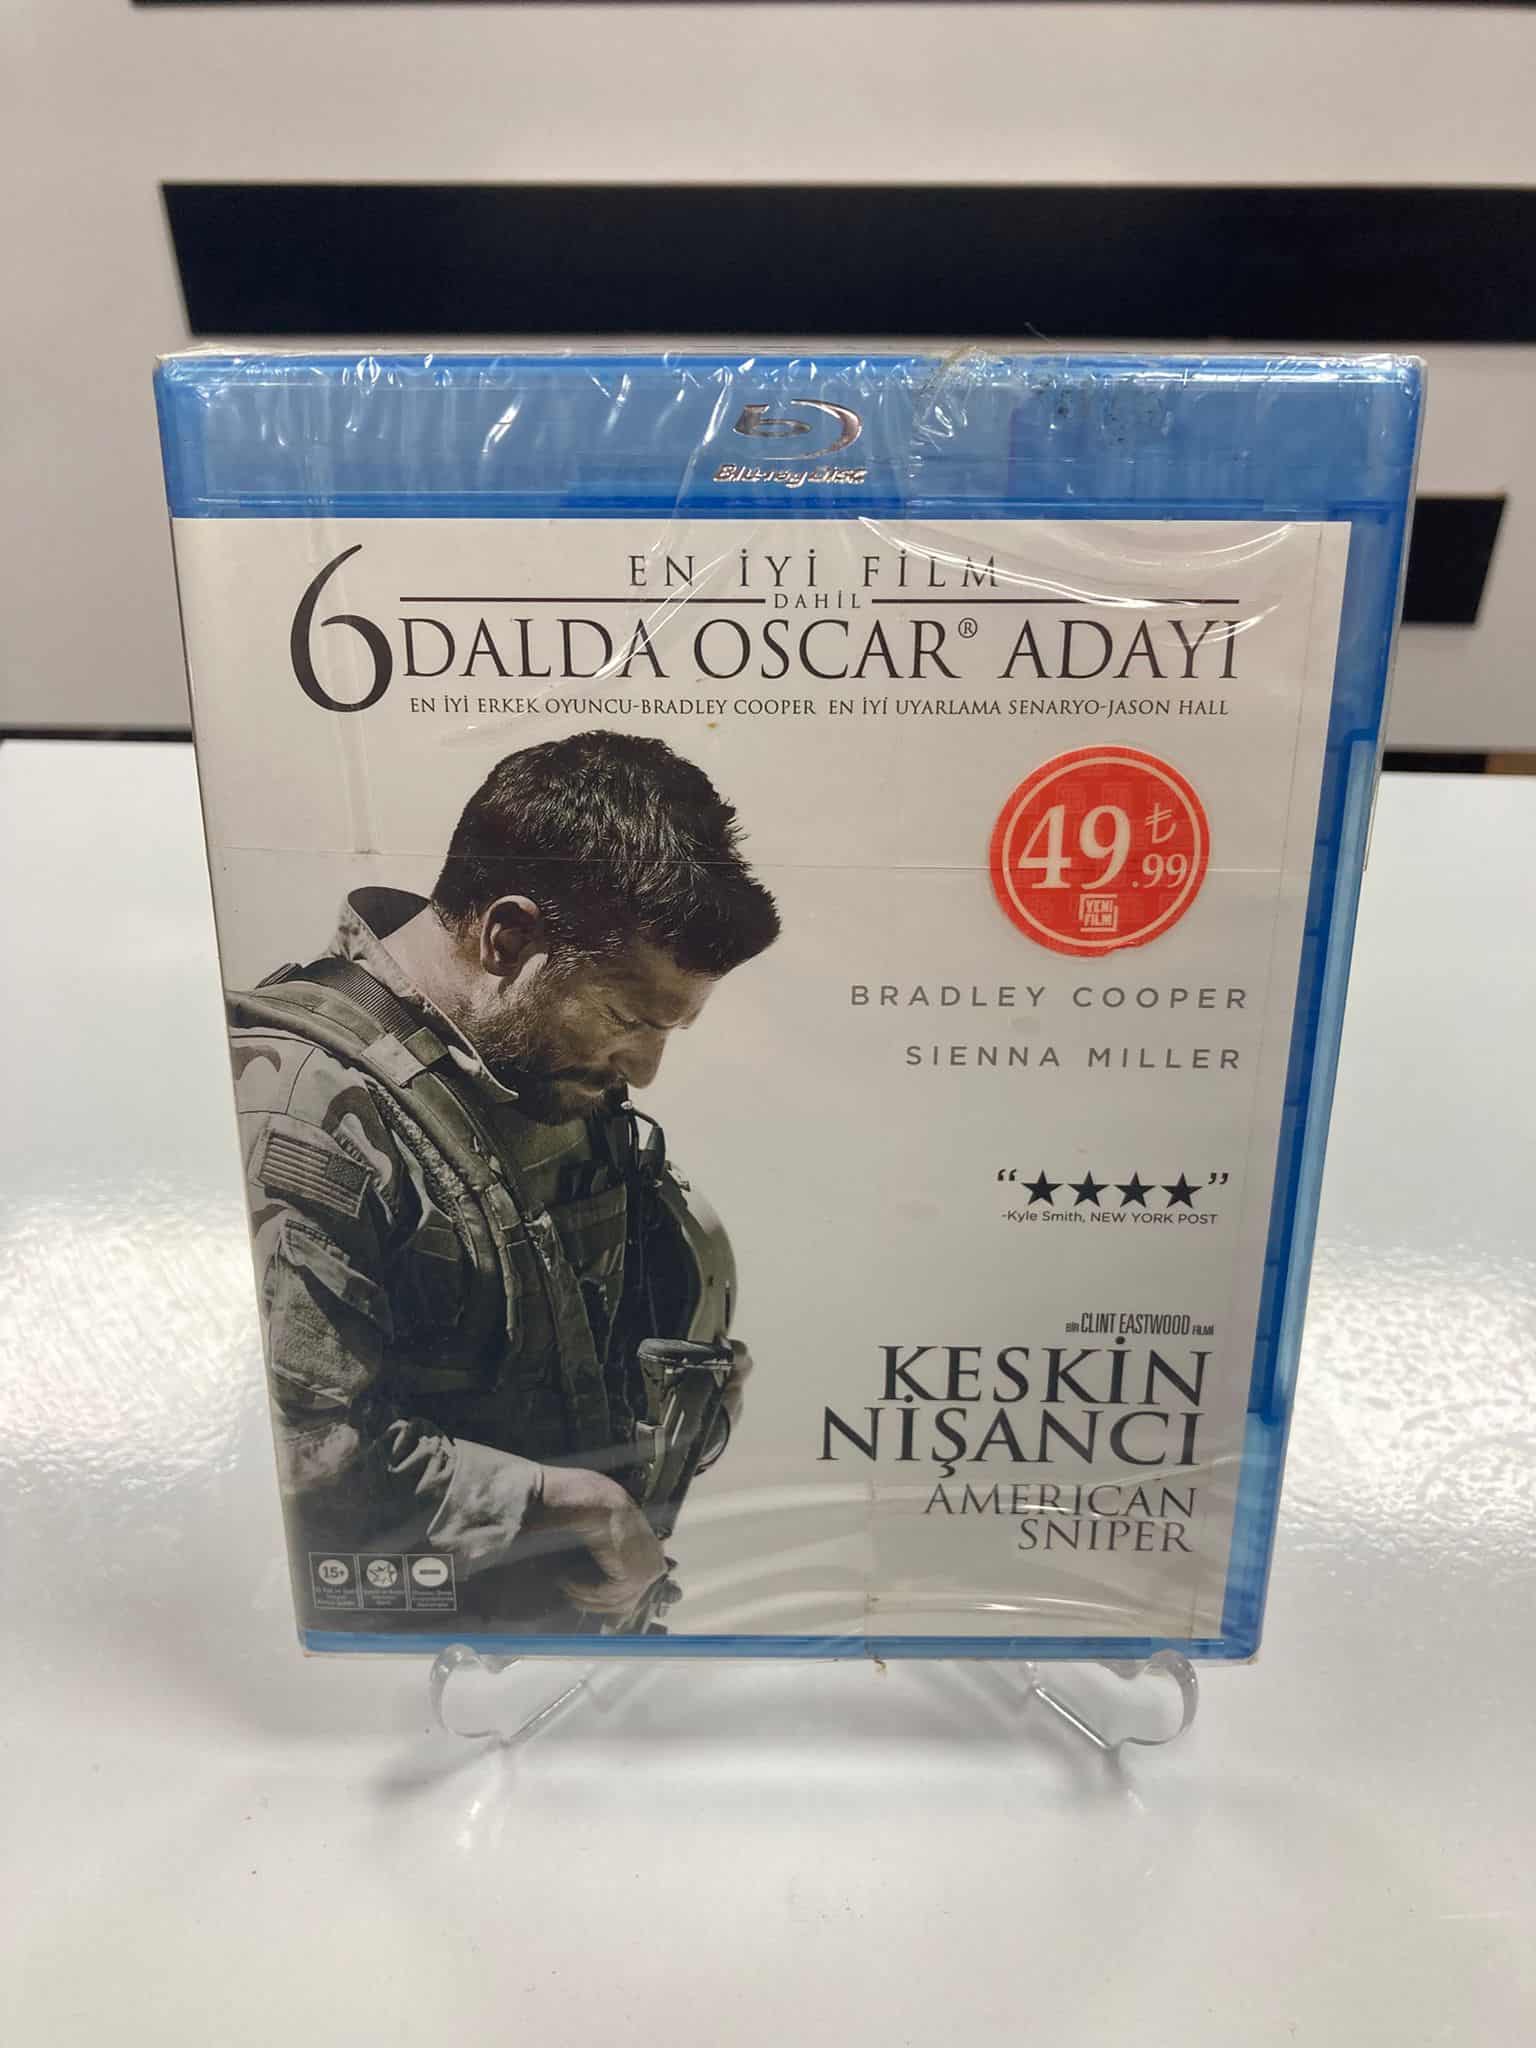 Blu-ray Disc
EN İYİ FİLM
DAHİL
6 DALDA OSCAR® ADAYI
EN İYİ ERKEK OYUNCU-BRADLEY COOPER EN İYİ UYARLAMA SENARYO-JASON HALL
49.99 ₺
YENİ
FİLM
BRADLEY COOPER
SIENNA MILLER
“★★★★”
-Kyle Smith, NEW YORK POST
BİR CLINT EASTWOOD FİLMİ
KESKİN
NİŞANCI
AMERICAN
SNIPER
15+